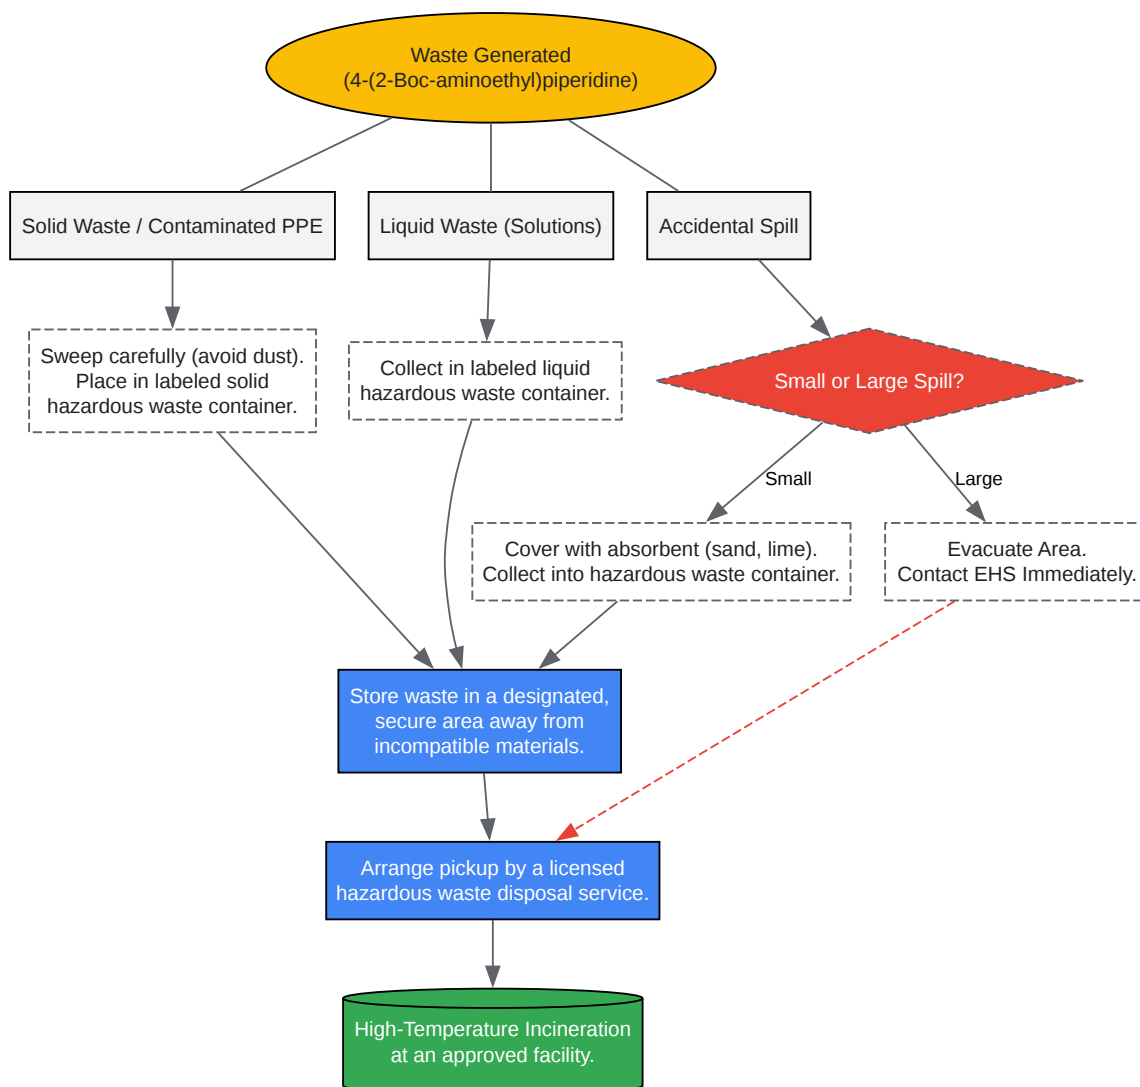 Waste Generated
(4-(2-Boc-aminoethyl)piperidine)
Solid Waste / Contaminated PPE
Liquid Waste (Solutions)
Accidental Spill
Sweep carefully (avoid dust).
Place in labeled solid
hazardous waste container.
Collect in labeled liquid
hazardous waste container.
Small or Large Spill?
Small
Large
Cover with absorbent (sand, lime).
Collect into hazardous waste container.
Evacuate Area.
Contact EHS Immediately.
Store waste in a designated,
secure area away from
incompatible materials.
Arrange pickup by a licensed
hazardous waste disposal service.
High-Temperature Incineration
at an approved facility.